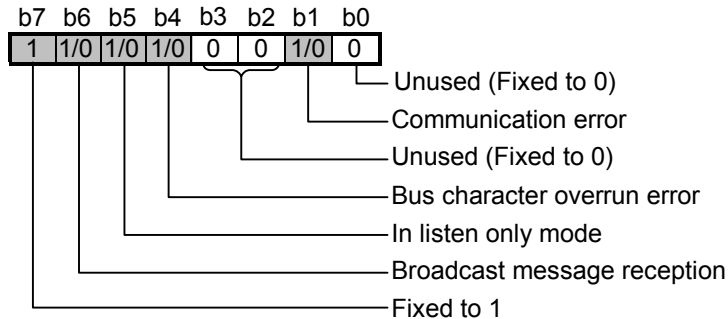 b7 b6 b5 b4 b3 b2 b1 b0
1 1/0 1/0 1/0 0 0 1/0 0
Unused (Fixed to 0)
Communication error
Unused (Fixed to 0)
Bus character overrun error
In listen only mode
Broadcast message reception
Fixed to 1